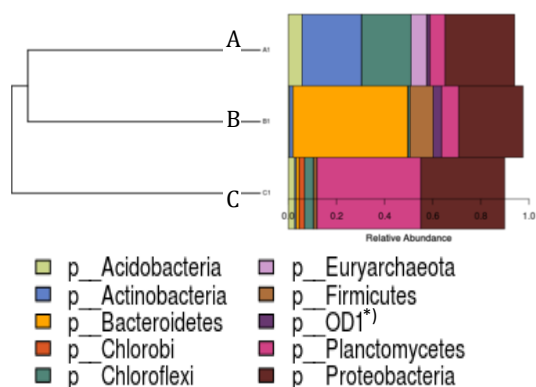 A A1
B B1
C C1
0.0 0.2 0.4 0.6 0.8 1.0
Relative Abundance
p__Acidobacteria
p__Actinobacteria
p__Bacteroidetes
p__Chlorobi
p__Chloroflexi
p__Euryarchaeota
p__Firmicutes
p__OD1*)
p__Planctomycetes
p__Proteobacteria